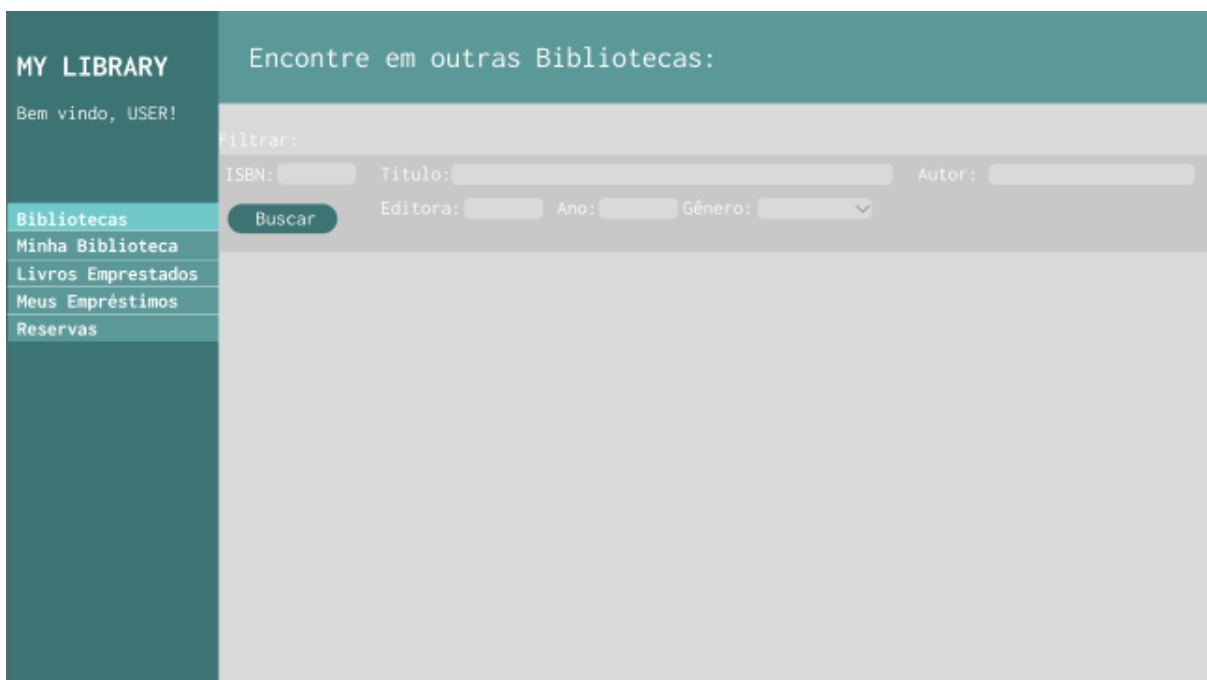 MY LIBRARY
Bem vindo, USER!
Bibliotecas
Minha Biblioteca
Livros Emprestados
Meus Empréstimos
Reservas
Encontre em outras Bibliotecas:
Filtrar:
ISBN: Título: Autor:
Buscar Editora: Ano: Gênero: